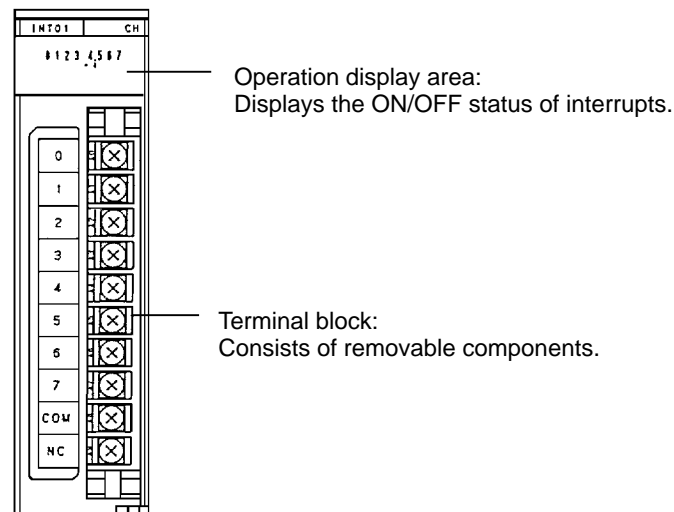 INT01 CH
0 1 2 3 4 5 6 7
Operation display area:
Displays the ON/OFF status of interrupts.
0
1
2
3
4
5
6
7
COM
NC
Terminal block:
Consists of removable components.